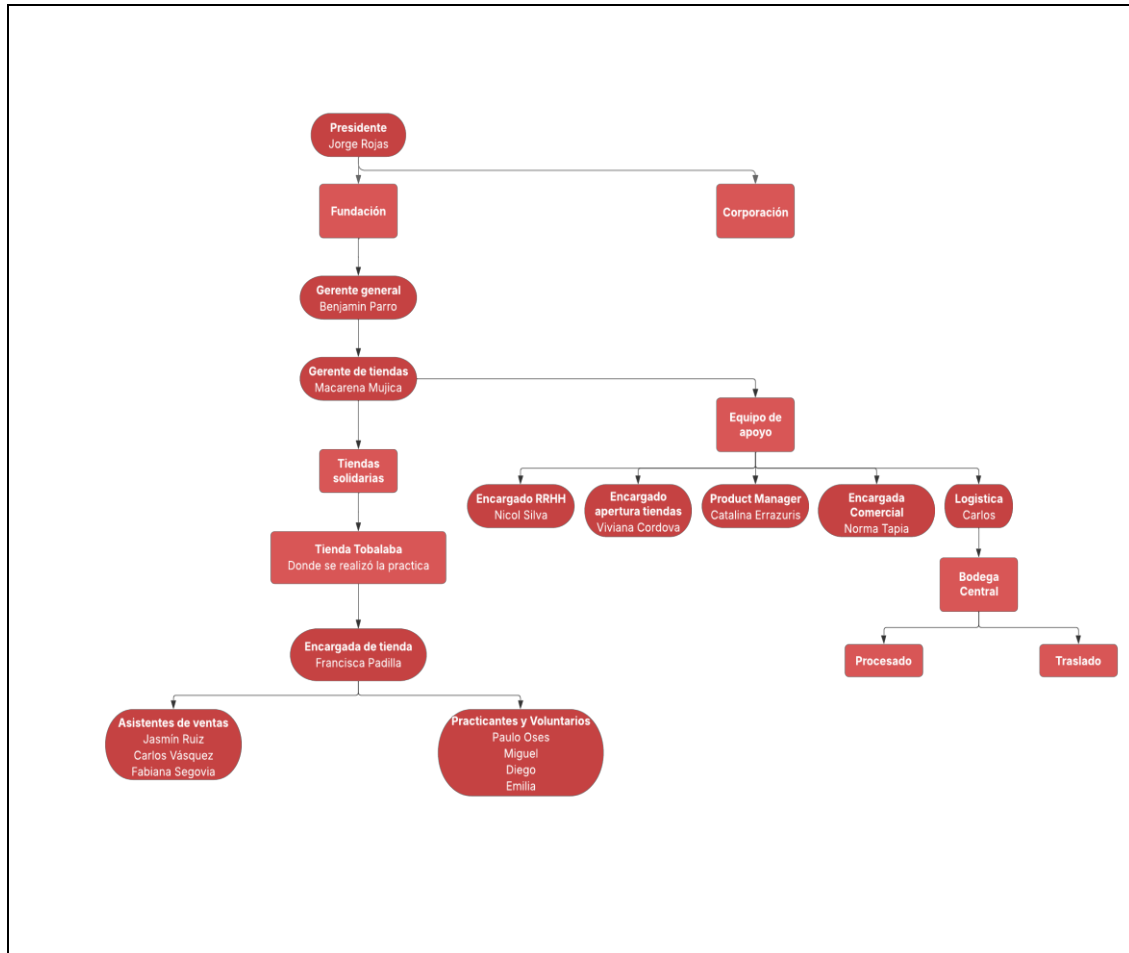 Presidente
Jorge Rojas
Fundación
Corporación
Gerente general
Benjamin Parro
Gerente de tiendas
Macarena Mujica
Equipo de
apoyo
Tiendas
solidarias
Encargado RRHH
Nicol Silva
Encargado
apertura tiendas
Viviana Cordova
Product Manager
Catalina Errazuris
Encargada
Comercial
Norma Tapia
Logistica
Carlos
Tienda Tobalaba
Donde se realizó la practica
Bodega
Central
Procesado
Traslado
Encargada de tienda
Francisca Padilla
Asistentes de ventas
Jasmín Ruiz
Carlos Vásquez
Fabiana Segovia
Practicantes y Voluntarios
Paulo Oses
Miguel
Diego
Emilia